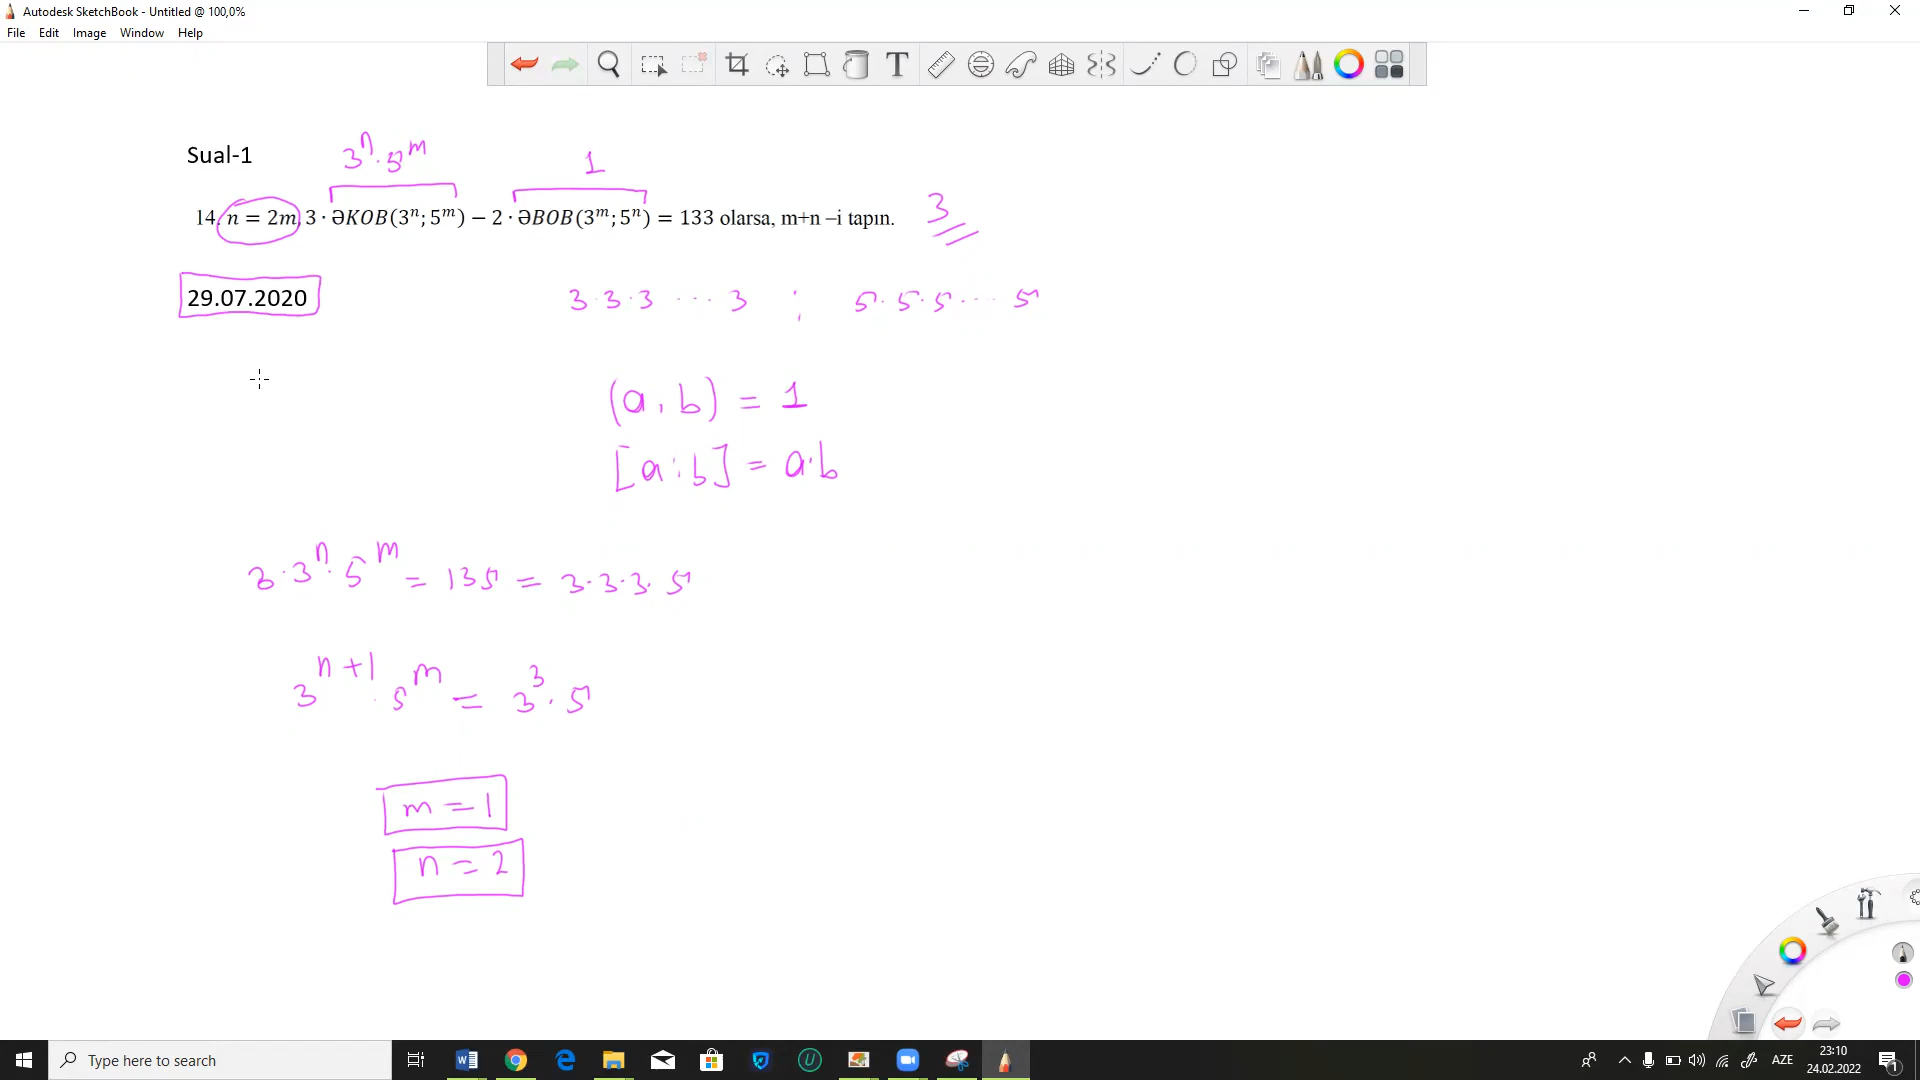 Autodesk SketchBook - Untitled @ 100,0%
File Edit Image Window Help
T
3ⁿ·5ᵐ 1
Sual-1
14. n = 2m, 3 · ƏKOB(3ⁿ; 5ᵐ) − 2 · ƏBOB(3ᵐ; 5ⁿ) = 133 olarsa, m+n –i tapın. 3
29.07.2020
3·3·3 ··· 3 ; 5·5·5··· 5
(a, b) = 1
[a; b] = a·b
3·3ⁿ·5ᵐ = 135 = 3·3·3·5
3ⁿ⁺¹·5ᵐ = 3³·5
m = 1
n = 2
Type here to search
AZE
23:10
24.02.2022
1